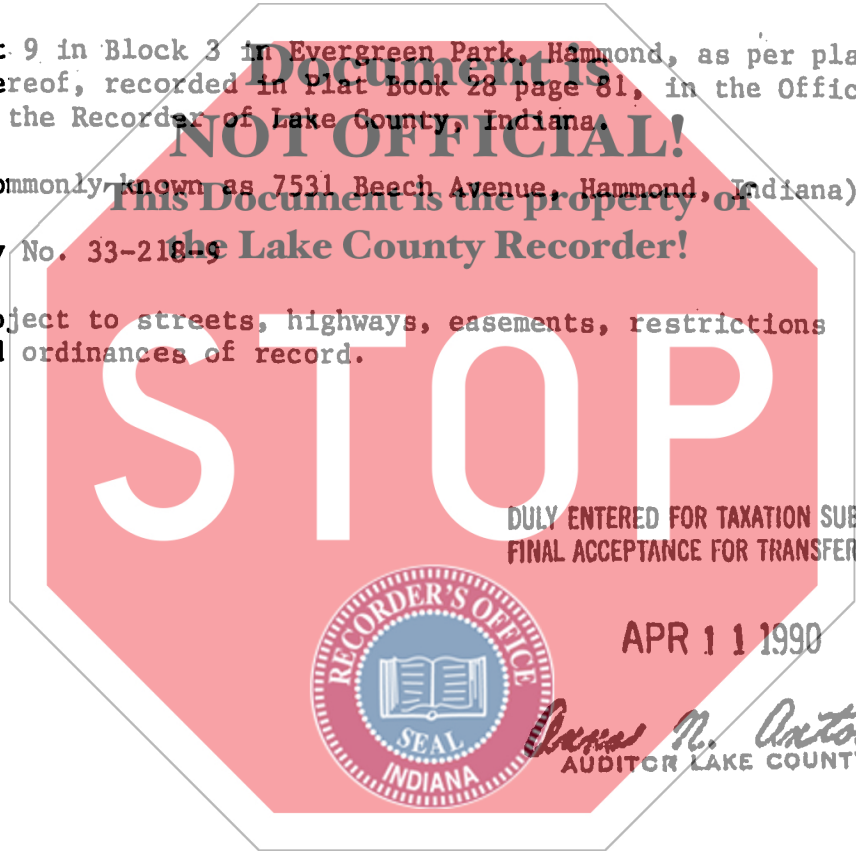 9 in Block 3 in Evergreen Park, Hammond, as per pla
ereof, recorded in Plat Book 28 page 81, in the Offic
the Recorder of Lake County, Indiana.
Document is
NOT OFFICIAL!
This Document is the property of
the Lake County Recorder!
ommonly known as 7531 Beech Avenue, Hammond, Indiana)
No. 33-218-9
ject to streets, highways, easements, restrictions
ordinances of record.
STOP
DULY ENTERED FOR TAXATION SUB
FINAL ACCEPTANCE FOR TRANSFER
APR 11 1990
RECORDER'S OFFICE
SEAL
INDIANA
N.
AUDITOR LAKE COUNT